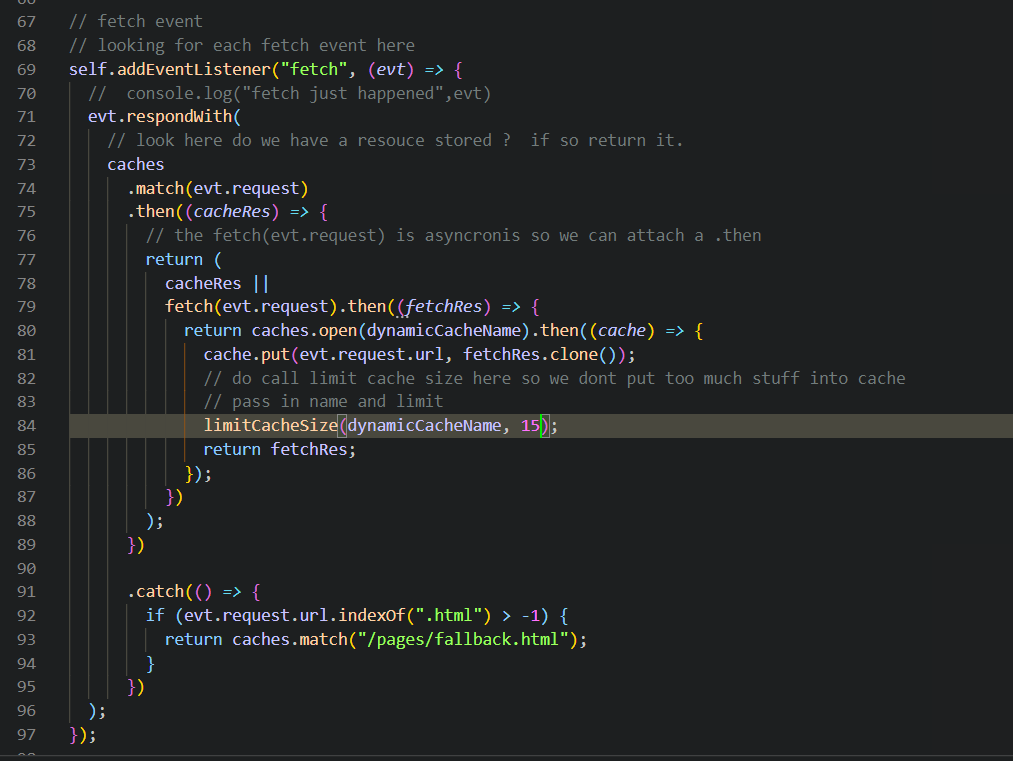 67 // fetch event
68 // looking for each fetch event here
69 self.addEventListener("fetch", (evt) => {
70 //  console.log("fetch just happened",evt)
71 evt.respondWith(
72 // look here do we have a resouce stored ?  if so return it.
73 caches
74 .match(evt.request)
75 .then((cacheRes) => {
76 // the fetch(evt.request) is asyncronis so we can attach a .then
77 return (
78 cacheRes ||
79 fetch(evt.request).then((fetchRes) => {
80 return caches.open(dynamicCacheName).then((cache) => {
81 cache.put(evt.request.url, fetchRes.clone());
82 // do call limit cache size here so we dont put too much stuff into cache
83 // pass in name and limit
84 limitCacheSize(dynamicCacheName, 15);
85 return fetchRes;
86 });
87 })
88 );
89 })
90
91 .catch(() => {
92 if (evt.request.url.indexOf(".html") > -1) {
93 return caches.match("/pages/fallback.html");
94 }
95 })
96 );
97 });